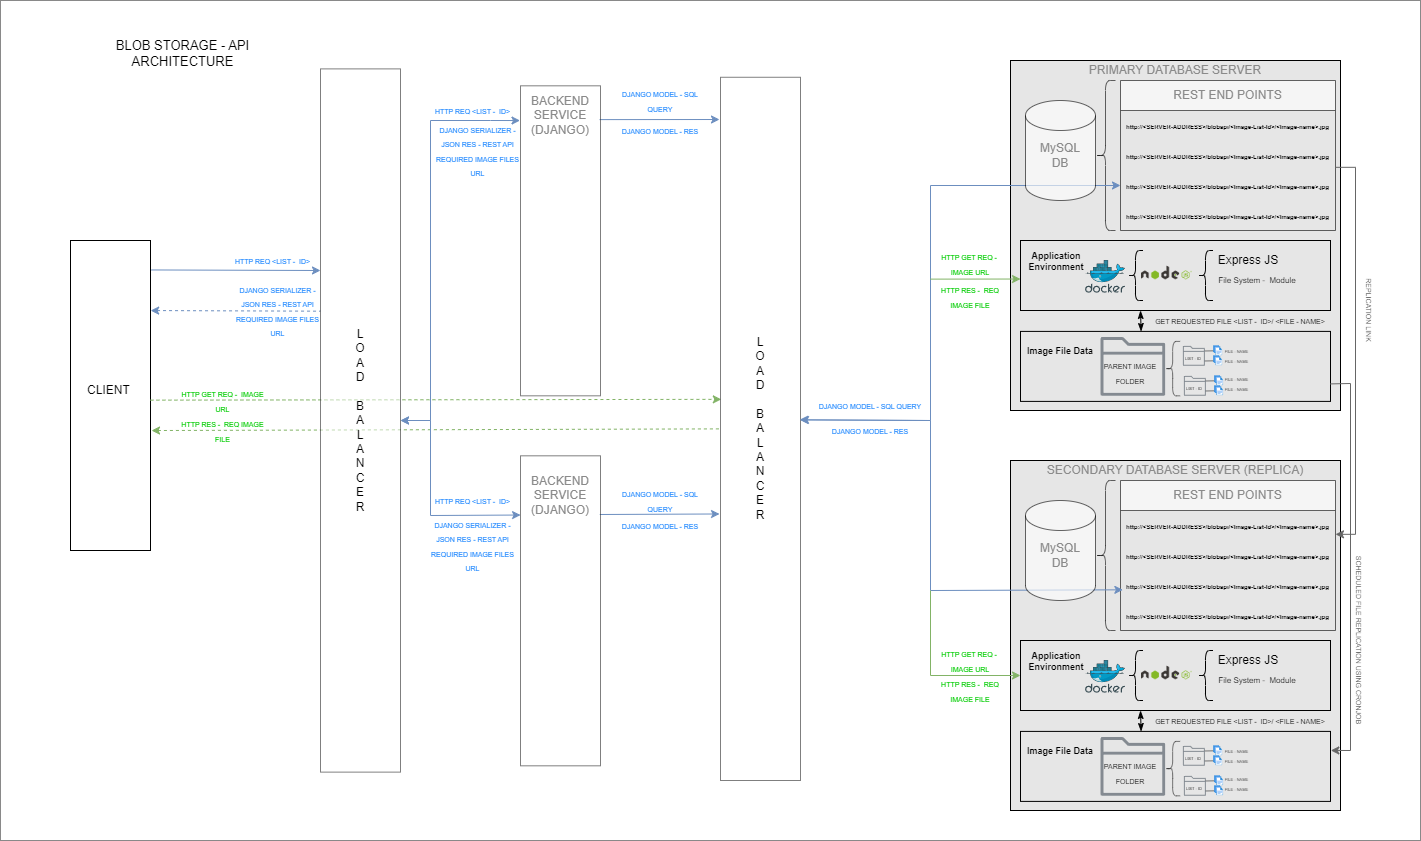 BLOB STORAGE - API
ARCHITECTURE
CLIENT
HTTP REQ <LIST - ID>
DJANGO SERIALIZER -
JSON RES - REST API
REQUIRED IMAGE FILES
URL
HTTP GET REQ - IMAGE
URL
HTTP RES - REQ IMAGE
FILE
LOAD BALANCER
HTTP REQ <LIST - ID>
DJANGO SERIALIZER -
JSON RES - REST API
REQUIRED IMAGE FILES
URL
BACKEND
SERVICE
(DJANGO)
DJANGO MODEL - SQL
QUERY
DJANGO MODEL - RES
HTTP REQ <LIST - ID>
DJANGO SERIALIZER -
JSON RES - REST API
REQUIRED IMAGE FILES
URL
BACKEND
SERVICE
(DJANGO)
DJANGO MODEL - SQL
QUERY
DJANGO MODEL - RES
LOAD BALANCER
DJANGO MODEL - SQL QUERY
DJANGO MODEL - RES
HTTP GET REQ -
IMAGE URL
HTTP RES - REQ
IMAGE FILE
HTTP GET REQ -
IMAGE URL
HTTP RES - REQ
IMAGE FILE
PRIMARY DATABASE SERVER
MySQL
DB
REST END POINTS
http://<SERVER-ADDRESS>/blobapi/<Image-List-Id>/<Image-name>.jpg
http://<SERVER-ADDRESS>/blobapi/<Image-List-Id>/<Image-name>.jpg
http://<SERVER-ADDRESS>/blobapi/<Image-List-Id>/<Image-name>.jpg
http://<SERVER-ADDRESS>/blobapi/<Image-List-Id>/<Image-name>.jpg
Application
Environment
docker
node
JS
Express JS
File System - Module
GET REQUESTED FILE <LIST - ID>/ <FILE - NAME>
Image File Data
PARENT IMAGE
FOLDER
LIST - ID
FILE - NAME
FILE - NAME
LIST - ID
FILE - NAME
FILE - NAME
REPLICATION LINK
SECONDARY DATABASE SERVER (REPLICA)
MySQL
DB
REST END POINTS
http://<SERVER-ADDRESS>/blobapi/<Image-List-Id>/<Image-name>.jpg
http://<SERVER-ADDRESS>/blobapi/<Image-List-Id>/<Image-name>.jpg
http://<SERVER-ADDRESS>/blobapi/<Image-List-Id>/<Image-name>.jpg
http://<SERVER-ADDRESS>/blobapi/<Image-List-Id>/<Image-name>.jpg
Application
Environment
docker
node
JS
Express JS
File System - Module
GET REQUESTED FILE <LIST - ID>/ <FILE - NAME>
Image File Data
PARENT IMAGE
FOLDER
LIST - ID
FILE - NAME
FILE - NAME
LIST - ID
FILE - NAME
FILE - NAME
SCHEDULED FILE REPLICATION USING CRONJOB